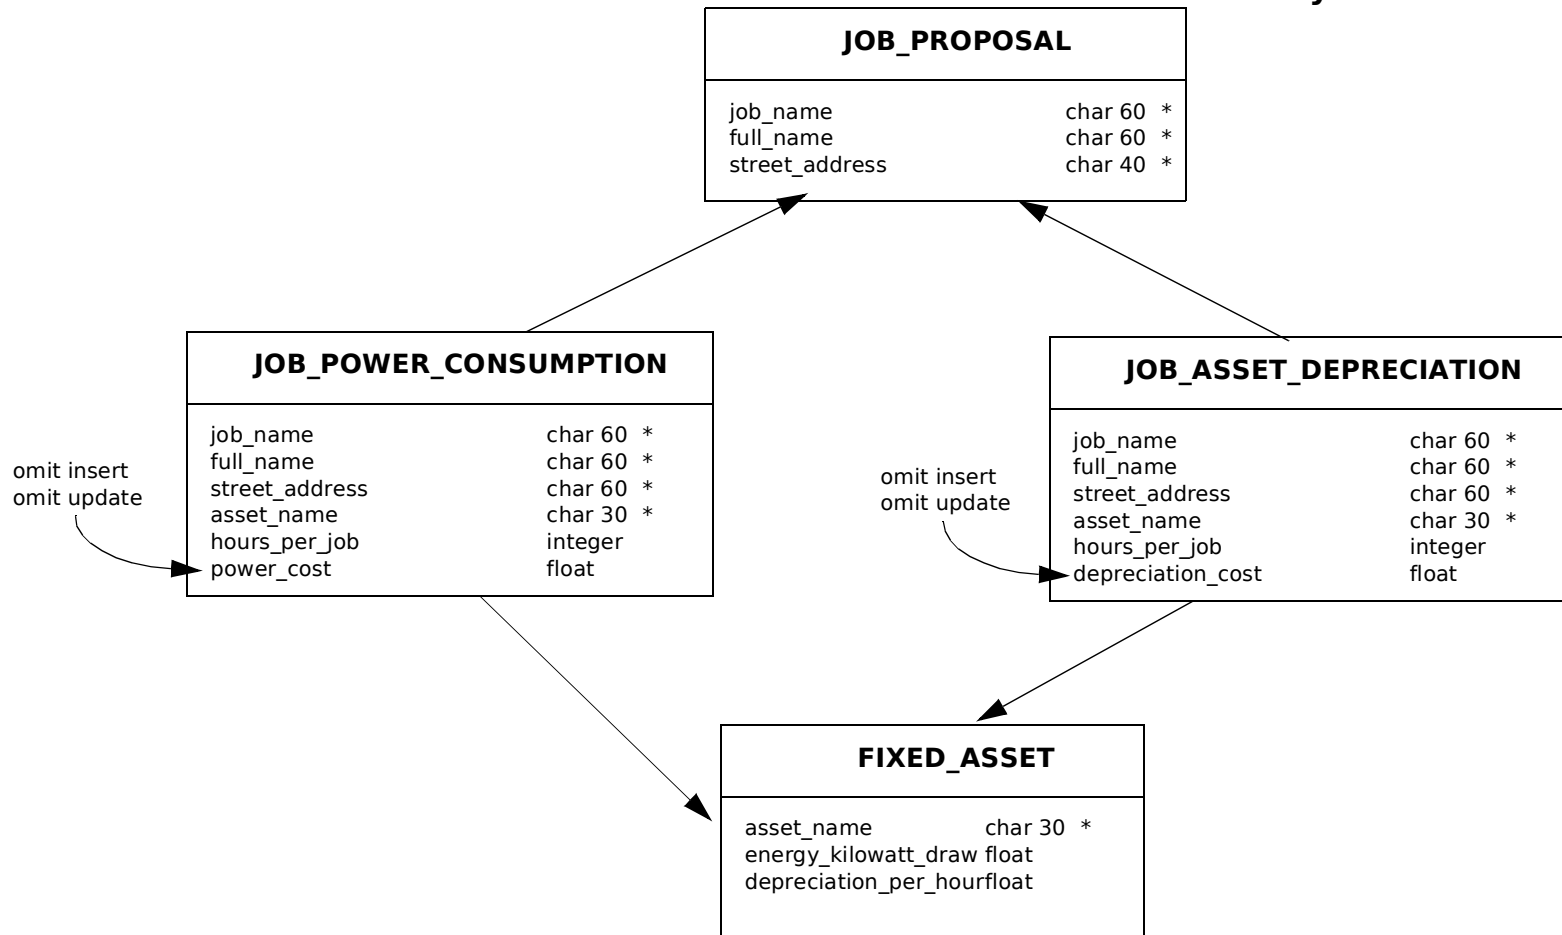 JOB_PROPOSAL
job_name char 60 *
full_name char 60 *
street_address char 40 *
JOB_POWER_CONSUMPTION
job_name char 60 *
full_name char 60 *
street_address char 60 *
asset_name char 30 *
hours_per_job integer
power_cost float
omit insert
omit update
JOB_ASSET_DEPRECIATION
job_name char 60 *
full_name char 60 *
street_address char 60 *
asset_name char 30 *
hours_per_job integer
depreciation_cost float
omit insert
omit update
FIXED_ASSET
asset_name char 30 *
energy_kilowatt_draw float
depreciation_per_hourfloat